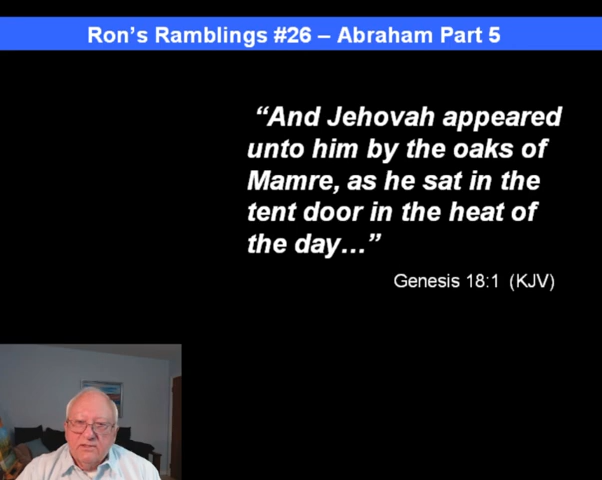 Ron's Ramblings #26 – Abraham Part 5
“And Jehovah appeared
unto him by the oaks of
Mamre, as he sat in the
tent door in the heat of
the day…”
Genesis 18:1 (KJV)